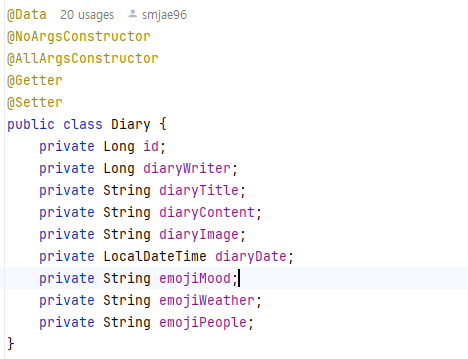 @Data 20 usages smjae96
@NoArgsConstructor
@AllArgsConstructor
@Getter
@Setter
public class Diary {
    private Long id;
    private Long diaryWriter;
    private String diaryTitle;
    private String diaryContent;
    private String diaryImage;
    private LocalDateTime diaryDate;
    private String emojiMood;
    private String emojiWeather;
    private String emojiPeople;
}